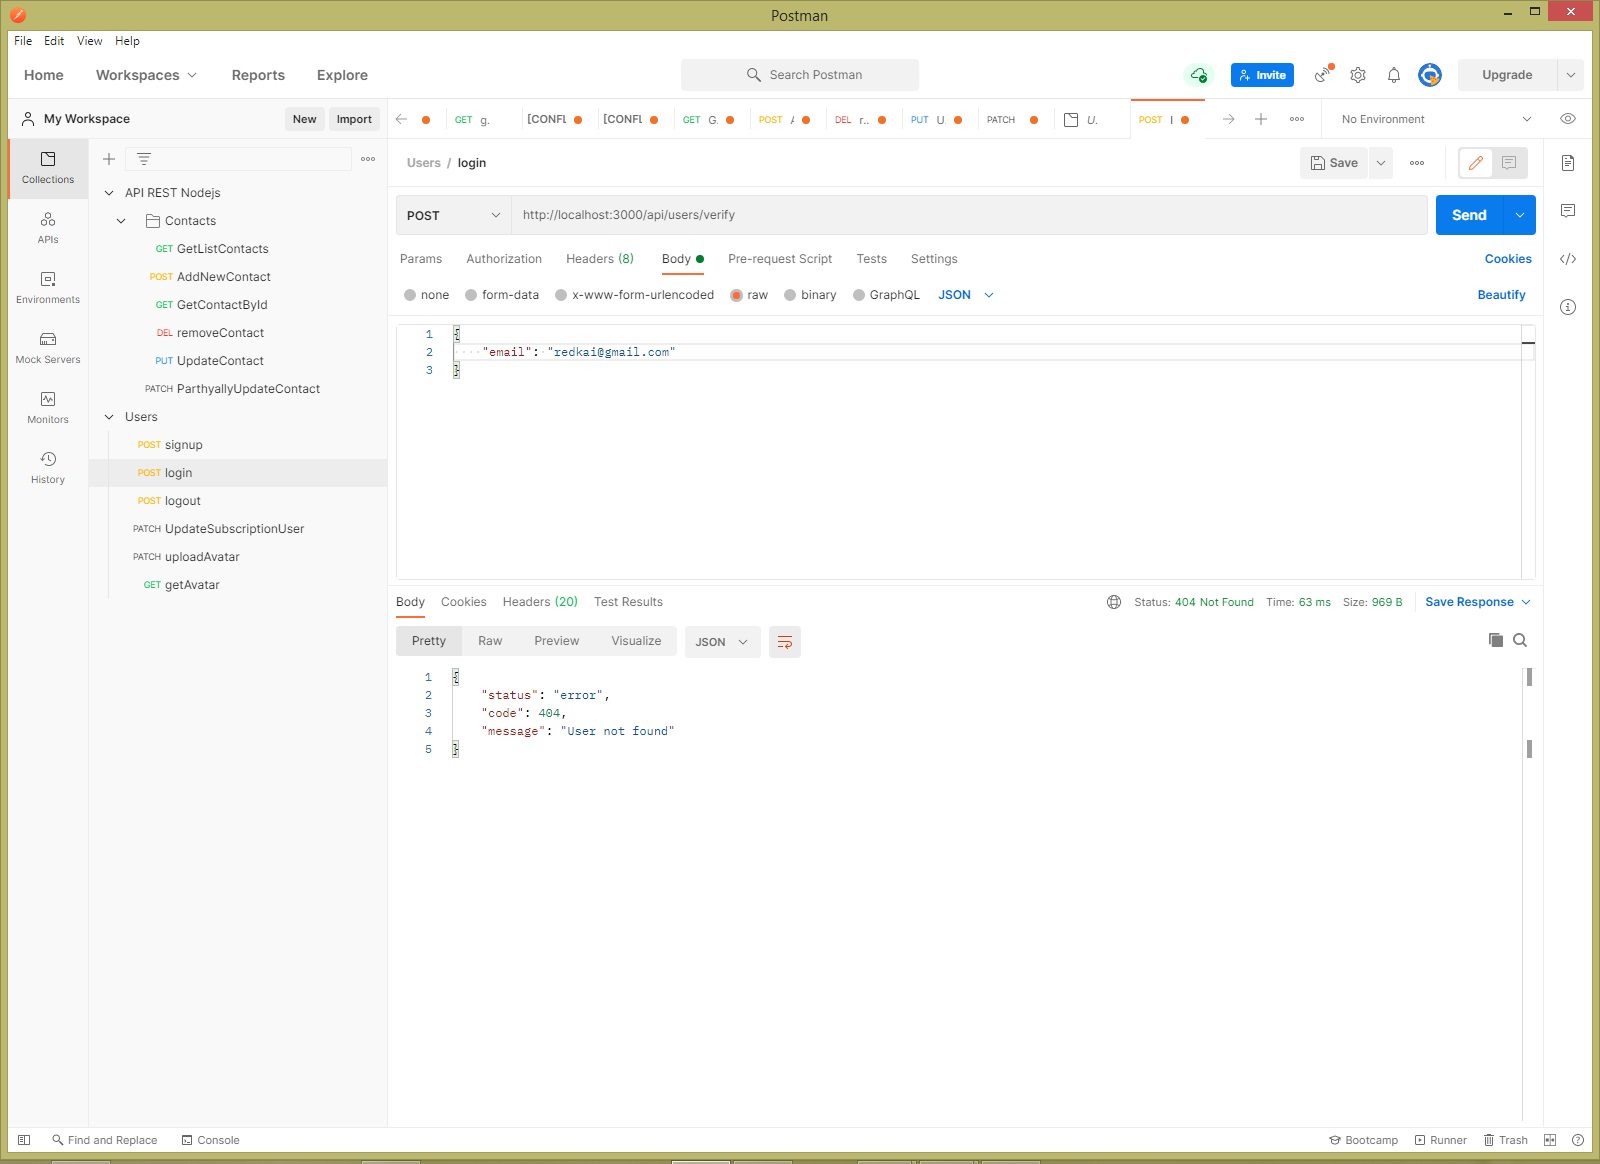 Postman
File Edit View Help
Home Workspaces Reports Explore
Search Postman
Invite
Upgrade
My Workspace
New Import
GET g.
[CONFL
[CONFL
GET G.
POST
DEL r..
PUT U
PATCH
U.
POST l
No Environment
Collections
APIs
Environments
Mock Servers
Monitors
History
API REST Nodejs
Contacts
GET GetListContacts
POST AddNewContact
GET GetContactById
DEL removeContact
PUT UpdateContact
PATCH ParthyallyUpdateContact
Users
POST signup
POST login
POST logout
PATCH UpdateSubscriptionUser
PATCH uploadAvatar
GET getAvatar
Users / login
Save
POST http://localhost:3000/api/users/verify
Send
Params Authorization Headers (8) Body Pre-request Script Tests Settings
Cookies
none form-data x-www-form-urlencoded raw binary GraphQL JSON
Beautify
1 {
2 "email": "redkai@gmail.com"
3 }
Body Cookies Headers (20) Test Results
Status: 404 Not Found Time: 63 ms Size: 969 B Save Response
Pretty Raw Preview Visualize JSON
1 {
2 "status": "error",
3 "code": 404,
4 "message": "User not found"
5 }
Find and Replace Console
Bootcamp Runner Trash